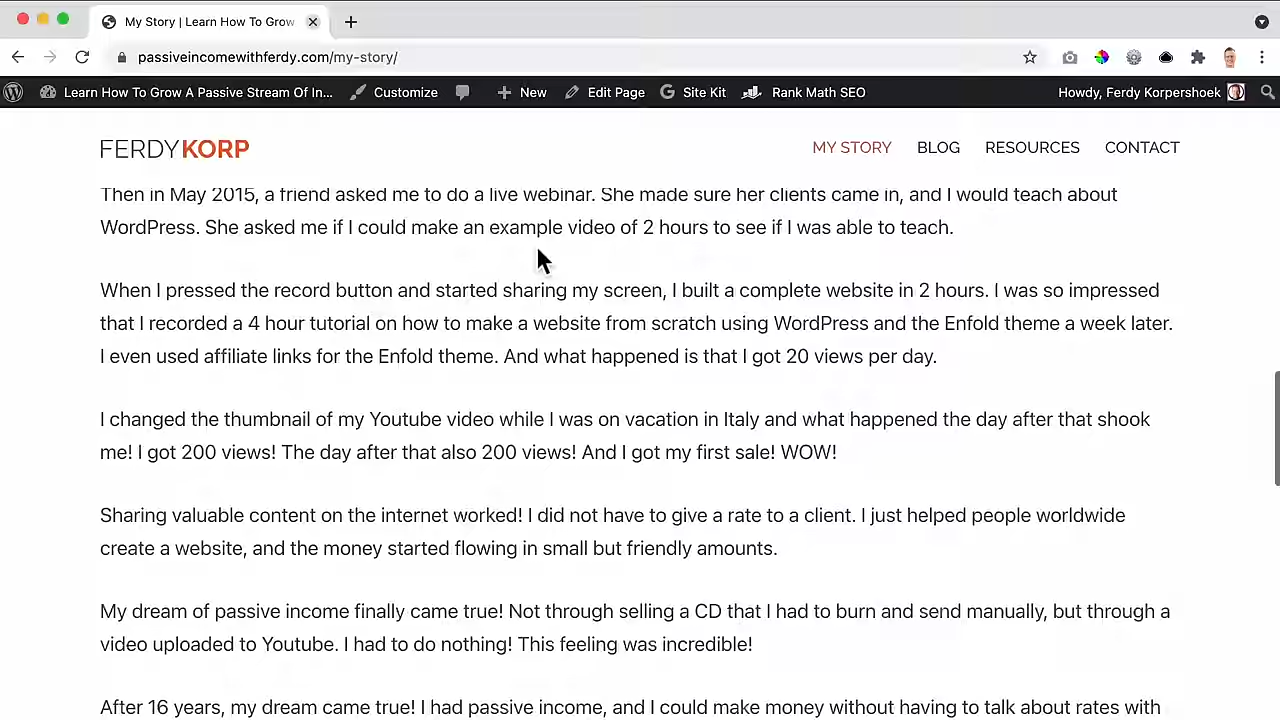 My Story | Learn How To Grow
passiveincomewithferdy.com/my-story/
Learn How To Grow A Passive Stream Of In... Customize New Edit Page Site Kit Rank Math SEO Howdy, Ferdy Korpershoek
FERDYKORP MY STORY BLOG RESOURCES CONTACT
Then in May 2015, a friend asked me to do a live webinar. She made sure her clients came in, and I would teach about
WordPress. She asked me if I could make an example video of 2 hours to see if I was able to teach.
When I pressed the record button and started sharing my screen, I built a complete website in 2 hours. I was so impressed
that I recorded a 4 hour tutorial on how to make a website from scratch using WordPress and the Enfold theme a week later.
I even used affiliate links for the Enfold theme. And what happened is that I got 20 views per day.
I changed the thumbnail of my Youtube video while I was on vacation in Italy and what happened the day after that shook
me! I got 200 views! The day after that also 200 views! And I got my first sale! WOW!
Sharing valuable content on the internet worked! I did not have to give a rate to a client. I just helped people worldwide
create a website, and the money started flowing in small but friendly amounts.
My dream of passive income finally came true! Not through selling a CD that I had to burn and send manually, but through a
video uploaded to Youtube. I had to do nothing! This feeling was incredible!
After 16 years, my dream came true! I had passive income, and I could make money without having to talk about rates with